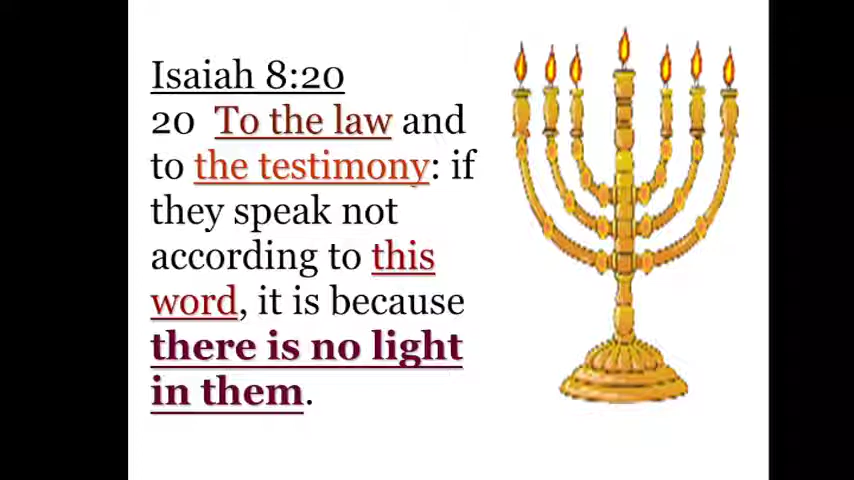 Isaiah 8:20
20 To the law and
to the testimony: if
they speak not
according to this
word, it is because
there is no light
in them.